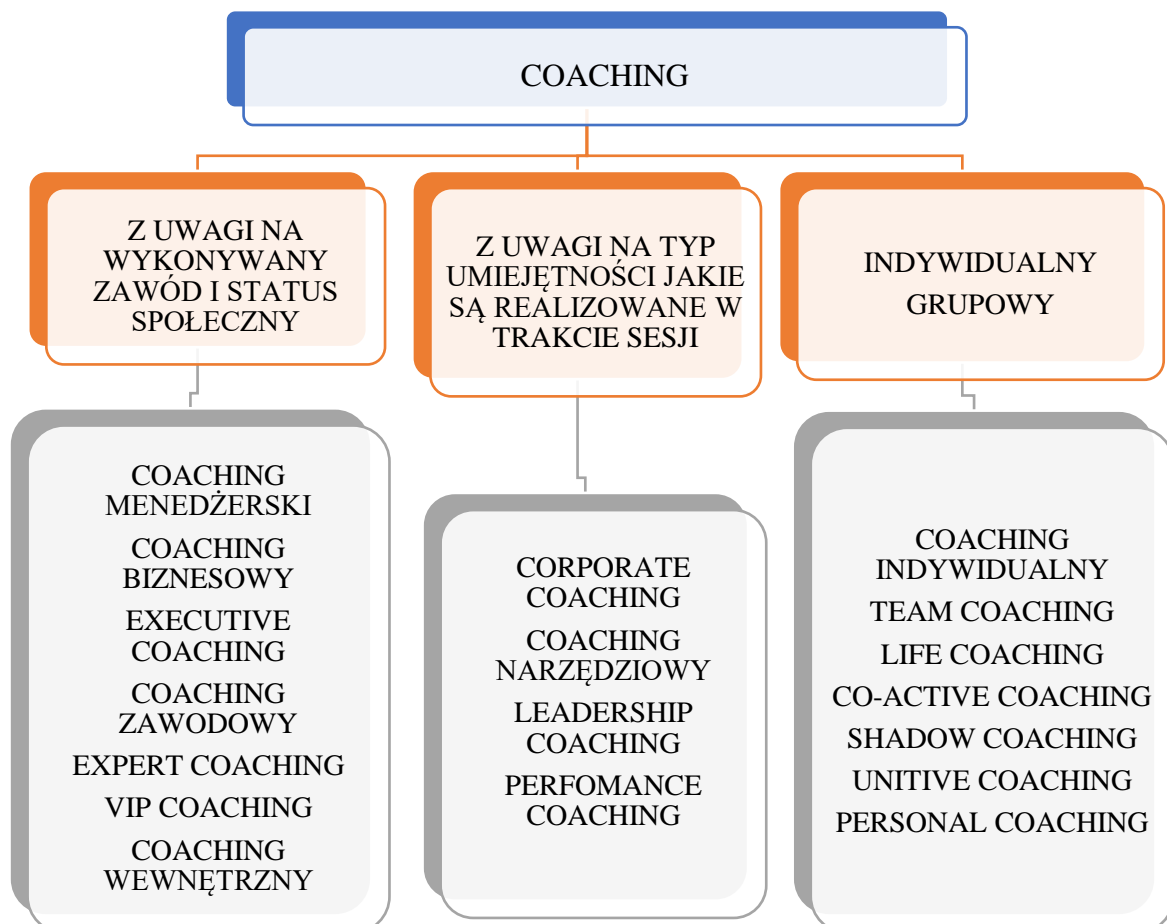 COACHING
Z UWAGI NA
WYKONYWANY
ZAWÓD I STATUS
SPOŁECZNY
Z UWAGI NA TYP
UMIEJĘTNOŚCI JAKIE
SĄ REALIZOWANE W
TRAKCIE SESJI
INDYWIDUALNY
GRUPOWY
COACHING
MENEDŻERSKI
COACHING
BIZNESOWY
EXECUTIVE
COACHING
COACHING
ZAWODOWY
EXPERT COACHING
VIP COACHING
COACHING
WEWNĘTRZNY
CORPORATE
COACHING
COACHING
NARZĘDZIOWY
LEADERSHIP
COACHING
PERFOMANCE
COACHING
COACHING
INDYWIDUALNY
TEAM COACHING
LIFE COACHING
CO-ACTIVE COACHING
SHADOW COACHING
UNITIVE COACHING
PERSONAL COACHING